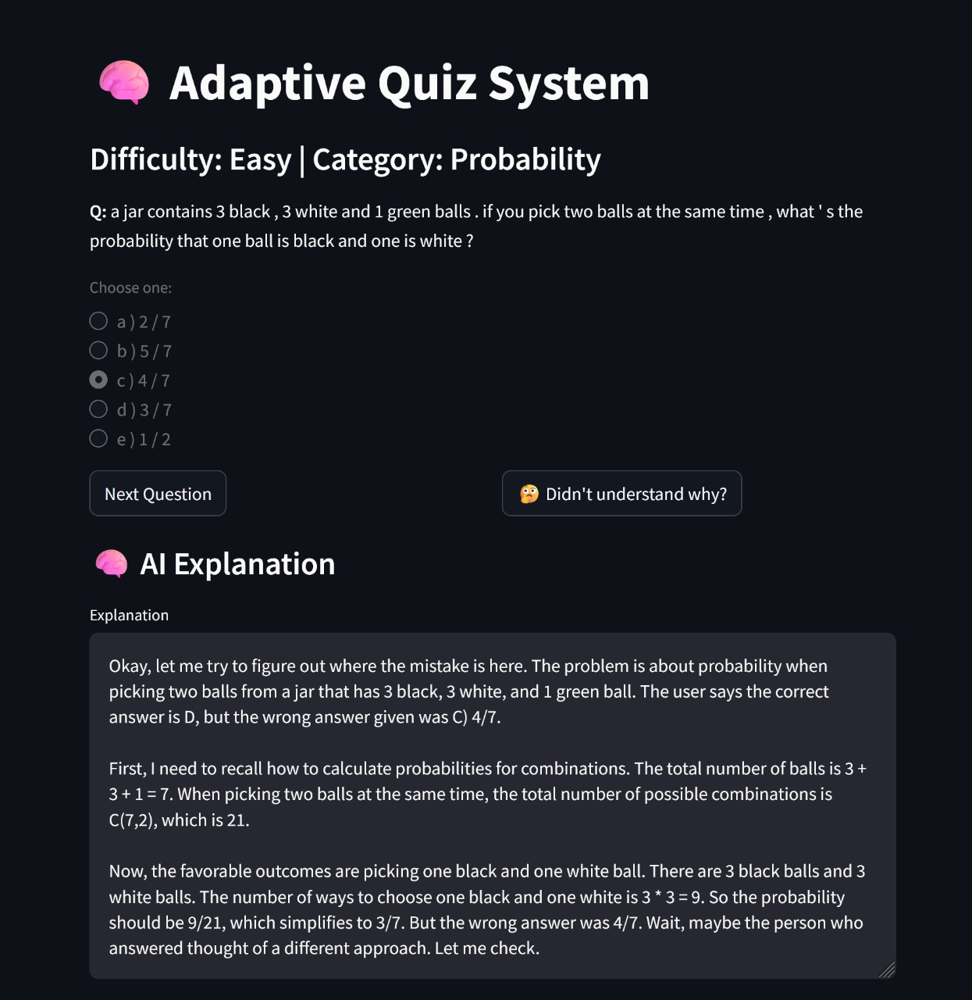 🧠 Adaptive Quiz System
Difficulty: Easy | Category: Probability
Q: a jar contains 3 black , 3 white and 1 green balls . if you pick two balls at the same time , what ' s the
probability that one ball is black and one is white ?
Choose one:
a ) 2 / 7
b ) 5 / 7
c ) 4 / 7
d ) 3 / 7
e ) 1 / 2
Next Question
🤔 Didn't understand why?
🧠 AI Explanation
Explanation
Okay, let me try to figure out where the mistake is here. The problem is about probability when
picking two balls from a jar that has 3 black, 3 white, and 1 green ball. The user says the correct
answer is D, but the wrong answer given was C) 4/7.
First, I need to recall how to calculate probabilities for combinations. The total number of balls is 3 +
3 + 1 = 7. When picking two balls at the same time, the total number of possible combinations is
C(7,2), which is 21.
Now, the favorable outcomes are picking one black and one white ball. There are 3 black balls and 3
white balls. The number of ways to choose one black and one white is 3 * 3 = 9. So the probability
should be 9/21, which simplifies to 3/7. But the wrong answer was 4/7. Wait, maybe the person who
answered thought of a different approach. Let me check.